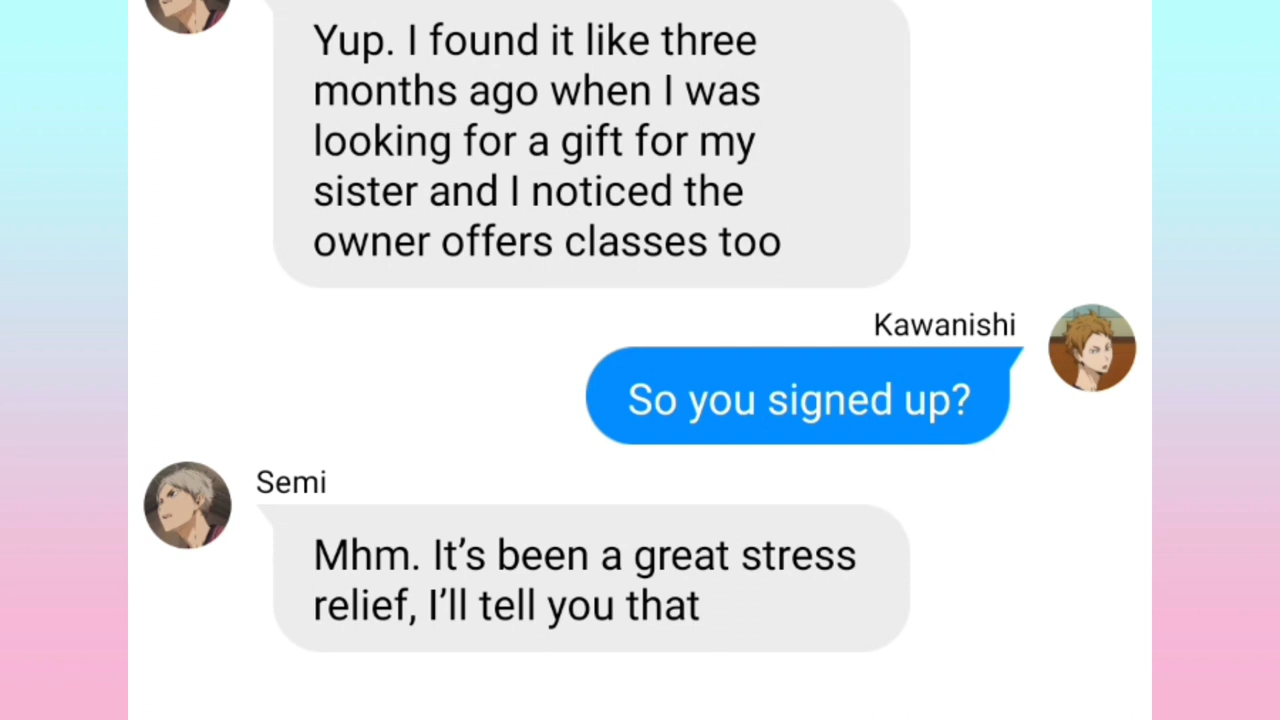 Yup. I found it like three
months ago when I was
looking for a gift for my
sister and I noticed the
owner offers classes too
Kawanishi
So you signed up?
Semi
Mhm. It’s been a great stress
relief, I’ll tell you that